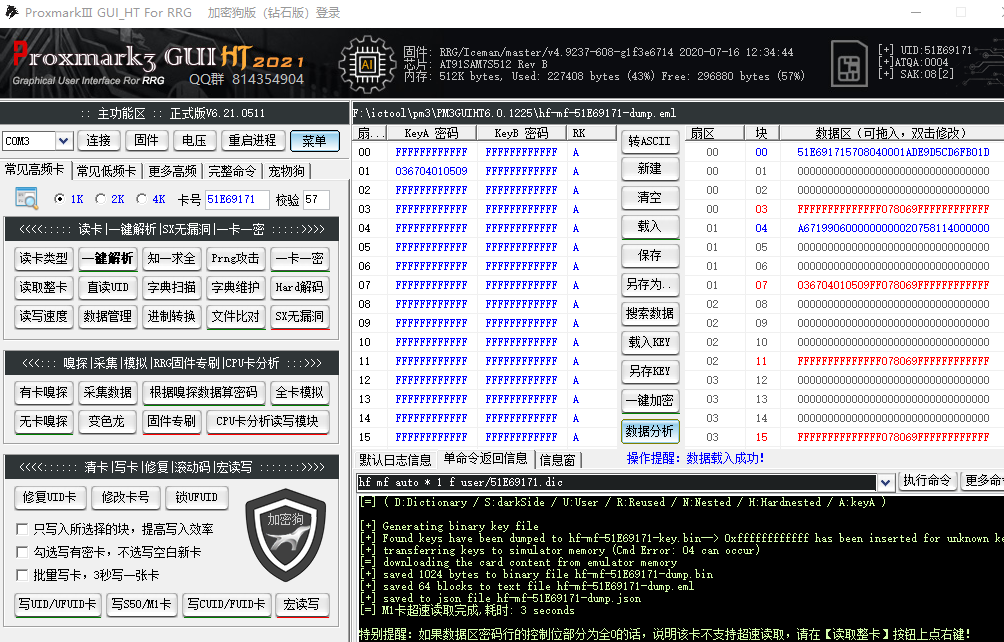 ProxmarkⅢ GUI_HT For RRG 加密狗版（钻石版）登录
Proxmark3 GUI HT 2021
Graphical User Interface For RRG QQ群 814354904
AI
固件: RRG/Iceman/master/v4.9237-608-g1f3e6714 2020-07-16 12:34:44
芯片: AT91SAM7S512 Rev B
内存: 512K bytes, Used: 227408 bytes (43%) Free: 296880 bytes (57%)
[+] UID:51E69171
[+]ATQA:0004
[+] SAK:08[2]
:: 主功能区 :: 正式版V6.21.0511
COM3 连接 固件 电压 重启进程 菜单
常见高频卡 常见低频卡 更多高频 完整命令 宠物狗
1K 2K 4K 卡号 51E69171 校验 57
<<<<::::: 读卡|一键解析|SX无漏洞|一卡一密 :::::>>>>
读卡类型 一键解析 知一求全 Prng攻击 一卡一密
读取整卡 直读UID 字典扫描 字典维护 Hard解码
读写速度 数据管理 进制转换 文件比对 SX无漏洞
<<<::: 嗅探|采集|模拟|RRG固件专刷|CPU卡分析 :::>>>
有卡嗅探 采集数据 根据嗅探数据算密码 全卡模拟
无卡嗅探 变色龙 固件专刷 CPU卡分析读写模块
<<<<:::::: 清卡|写卡|修复|滚动码|宏读写 ::::::>>>>
修复UID卡 修改卡号 锁UFUID
只写入所选择的块，提高写入效率
勾选写有密卡，不选写空白新卡
批量写卡，3秒写一张卡
加密狗
写UID/UFUID卡 写S50/M1卡 写CUID/FUID卡 宏读写
F:\ictool\pm3\PM3GUIHT6.0.1225\hf-mf-51E69171-dump.eml
扇... KeyA 密码 KeyB 密码 RK
00 FFFFFFFFFFFF FFFFFFFFFFFF A
01 036704010509 FFFFFFFFFFFF A
02 FFFFFFFFFFFF FFFFFFFFFFFF A
03 FFFFFFFFFFFF FFFFFFFFFFFF A
04 FFFFFFFFFFFF FFFFFFFFFFFF A
05 FFFFFFFFFFFF FFFFFFFFFFFF A
06 FFFFFFFFFFFF FFFFFFFFFFFF A
07 FFFFFFFFFFFF FFFFFFFFFFFF A
08 FFFFFFFFFFFF FFFFFFFFFFFF A
09 FFFFFFFFFFFF FFFFFFFFFFFF A
10 FFFFFFFFFFFF FFFFFFFFFFFF A
11 FFFFFFFFFFFF FFFFFFFFFFFF A
12 FFFFFFFFFFFF FFFFFFFFFFFF A
13 FFFFFFFFFFFF FFFFFFFFFFFF A
14 FFFFFFFFFFFF FFFFFFFFFFFF A
15 FFFFFFFFFFFF FFFFFFFFFFFF A
转ASCII
新建
清空
载入
保存
另存为..
搜索数据
载入KEY
另存KEY
一键加密
数据分析
扇区 块 数据区（可拖入，双击修改）
00 00 51E691715708040001ADE9D5CD6FB01D
00 01 00000000000000000000000000000000
00 02 00000000000000000000000000000000
00 03 FFFFFFFFFFFFFF078069FFFFFFFFFFFF
01 04 A6719906000000000020758114000000
01 05 00000000000000000000000000000000
01 06 00000000000000000000000000000000
01 07 036704010509FF078069FFFFFFFFFFFF
02 08 00000000000000000000000000000000
02 09 00000000000000000000000000000000
02 10 00000000000000000000000000000000
02 11 FFFFFFFFFFFFFF078069FFFFFFFFFFFF
03 12 00000000000000000000000000000000
03 13 00000000000000000000000000000000
03 14 00000000000000000000000000000000
03 15 FFFFFFFFFFFFFF078069FFFFFFFFFFFF
默认日志信息 单命令返回信息 信息窗 操作提醒: 数据载入成功!
hf mf auto * 1 f user/51E69171.dic 执行命令 更多命
[=] ( D:Dictionary / S:darkSide / U:User / R:Reused / N:Nested / H:Hardnested / A:keyA )
[+] Generating binary key file
[+] Found keys have been dumped to hf-mf-51E69171-key.bin--> 0xffffffffffff has been inserted for unknown ke
[+] transferring keys to simulator memory (Cmd Error: 04 can occur)
[=] downloading the card content from emulator memory
[+] saved 1024 bytes to binary file hf-mf-51E69171-dump.bin
[+] saved 64 blocks to text file hf-mf-51E69171-dump.eml
[+] saved to json file hf-mf-51E69171-dump.json
[=] M1卡超速读取完成,耗时: 3 seconds
特别提醒: 如果数据区密码行的控制位部分为全0的话，说明该卡不支持超速读取，请在【读取整卡】按钮上点右键!